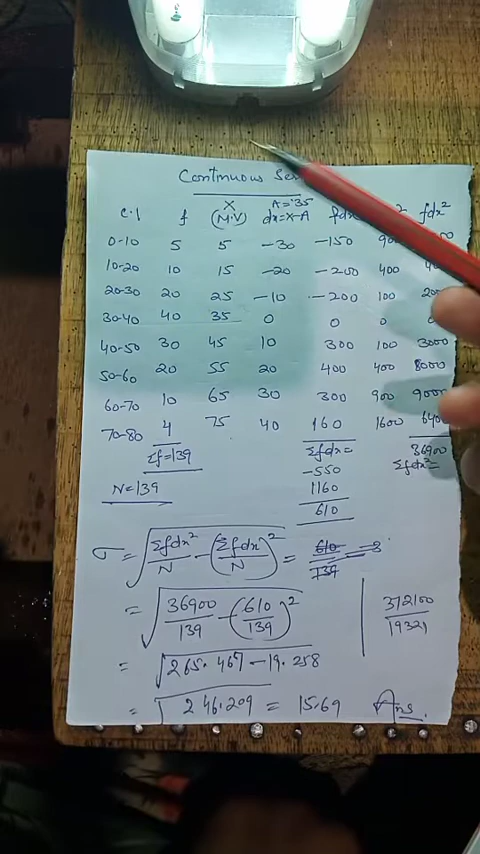 Continuous
X A=35
C.I f (M.V) dx=X-A fdx fdx²
0-10 5 5 -30 -150
10-20 10 15 -20 -200 400
20-30 20 25 -10 -200 100
30-40 40 35 0 0 0
40-50 30 45 10 300 100 3000
50-60 20 55 20 400 400 8000
60-70 10 65 30 300 900 9000
70-80 4 75 40 160 1600
Σf=139 Σfdx= 36900
N=139 -550 Σfdx²=
1160
610
σ = √Σfdx²/N - (Σfdx/N)² = 610/139
= √36900/139 - (610/139)² 372100/19321
= √265.467 - 19.258
= √246.209 = 15.69 Ans.